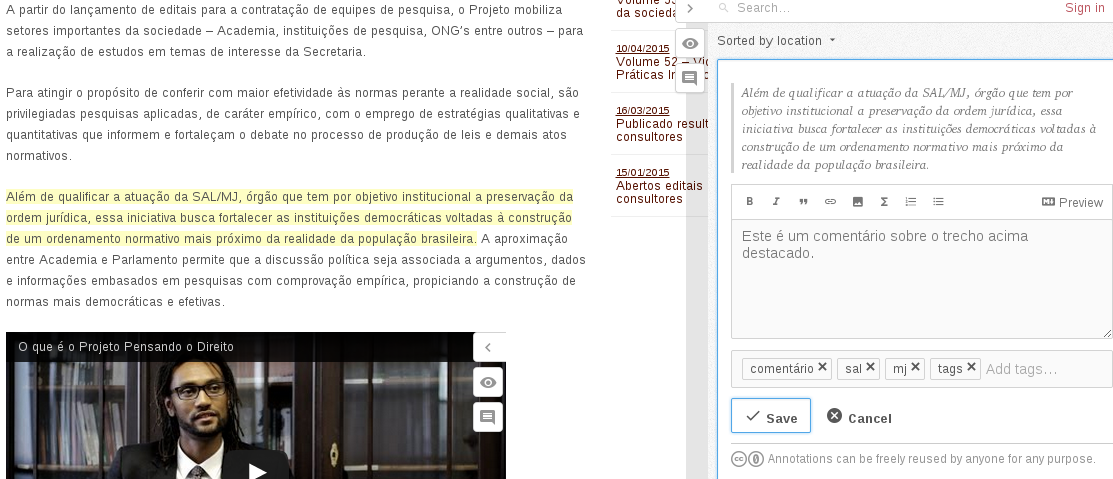 A partir do lançamento de editais para a contratação de equipes de pesquisa, o Projeto mobiliza
setores importantes da sociedade – Academia, instituições de pesquisa, ONG's entre outros – para
a realização de estudos em temas de interesse da Secretaria.
Para atingir o propósito de conferir com maior efetividade às normas perante a realidade social, são
privilegiadas pesquisas aplicadas, de caráter empírico, com o emprego de estratégias qualitativas e
quantitativas que informem e fortaleçam o debate no processo de produção de leis e demais atos
normativos.
Além de qualificar a atuação da SAL/MJ, órgão que tem por objetivo institucional a preservação da
ordem jurídica, essa iniciativa busca fortalecer as instituições democráticas voltadas à construção
de um ordenamento normativo mais próximo da realidade da população brasileira. A aproximação
entre Academia e Parlamento permite que a discussão política seja associada a argumentos, dados
e informações embasados em pesquisas com comprovação empírica, propiciando a construção de
normas mais democráticas e efetivas.
O que é o Projeto Pensando o Direito
da socieda
10/04/2015
Volume 52 – Vio
Práticas In
16/03/2015
Publicado result
consultores
15/01/2015
Abertos editais
consultores
Search...
Sign in
Sorted by location
Além de qualificar a atuação da SAL/MJ, órgão que tem por
objetivo institucional a preservação da ordem jurídica, essa
iniciativa busca fortalecer as instituições democráticas voltadas à
construção de um ordenamento normativo mais próximo da
realidade da população brasileira.
B I Σ Preview
Este é um comentário sobre o trecho acima
destacado.
comentário sal mj tags Add tags...
Save Cancel
cc Annotations can be freely reused by anyone for any purpose.